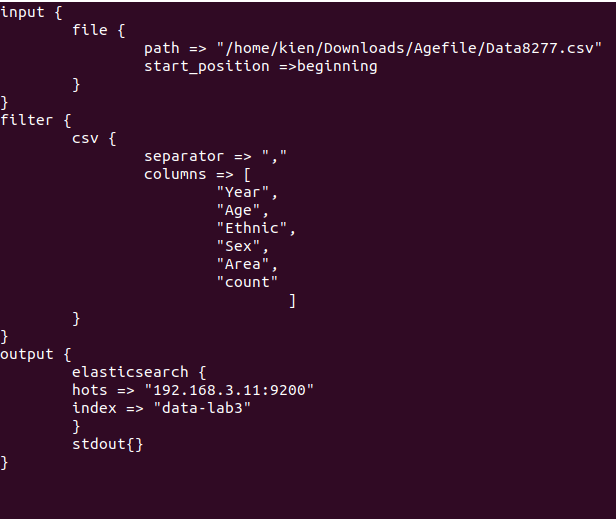 input {
        file {
                path => "/home/kien/Downloads/Agefile/Data8277.csv"
                start_position =>beginning
        }
}
filter {
        csv {
                separator => ","
                columns => [
                        "Year",
                        "Age",
                        "Ethnic",
                        "Sex",
                        "Area",
                        "count"
                                ]
        }
}
output {
        elasticsearch {
        hots => "192.168.3.11:9200"
        index => "data-lab3"
        }
        stdout{}
}